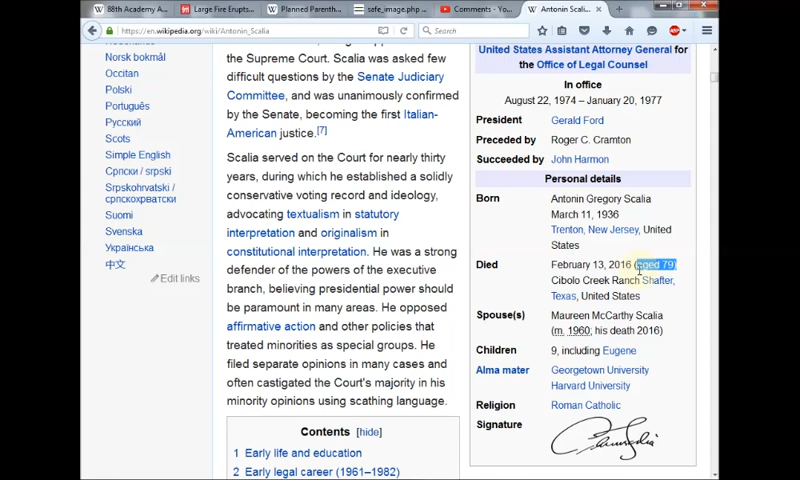 88th Academy A...
Large Fire Erupts...
Planned Parenth...
safe_image.php ...
Comments - You...
Antonin Scalia...
https://en.wikipedia.org/wiki/Antonin_Scalia
Search
Norsk bokmål
Occitan
Polski
Português
Русский
Scots
Simple English
Српски / srpski
Srpskohrvatski /
српскохрватски
Suomi
Svenska
Українська
中文
Edit links
the Supreme Court. Scalia was asked few
difficult questions by the Senate Judiciary
Committee, and was unanimously confirmed
by the Senate, becoming the first Italian-
American justice.[7]
Scalia served on the Court for nearly thirty
years, during which he established a solidly
conservative voting record and ideology,
advocating textualism in statutory
interpretation and originalism in
constitutional interpretation. He was a strong
defender of the powers of the executive
branch, believing presidential power should
be paramount in many areas. He opposed
affirmative action and other policies that
treated minorities as special groups. He
filed separate opinions in many cases and
often castigated the Court's majority in his
minority opinions using scathing language.
Contents [hide]
1 Early life and education
2 Early legal career (1961–1982)
United States Assistant Attorney General for
the Office of Legal Counsel
In office
August 22, 1974 – January 20, 1977
President Gerald Ford
Preceded by Roger C. Cramton
Succeeded by John Harmon
Personal details
Born Antonin Gregory Scalia
March 11, 1936
Trenton, New Jersey, United
States
Died February 13, 2016 (aged 79)
Cibolo Creek Ranch Shafter,
Texas, United States
Spouse(s) Maureen McCarthy Scalia
(m. 1960; his death 2016)
Children 9, including Eugene
Alma mater Georgetown University
Harvard University
Religion Roman Catholic
Signature